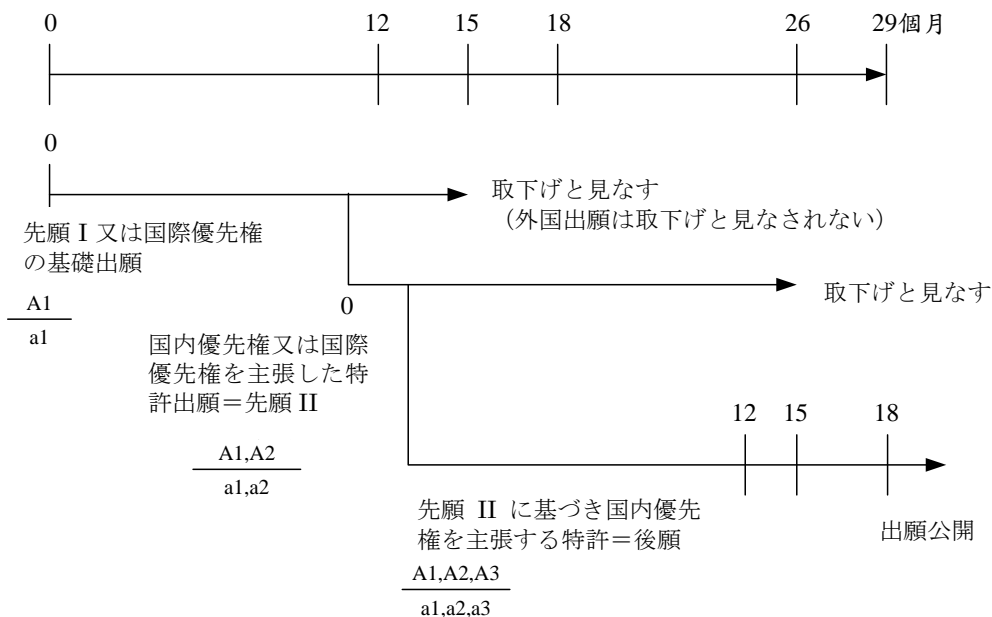 0 12 15 18 26 29個月
0
取下げと見なす
（外国出願は取下げと見なされない）
先願 I 又は国際優先権
の基礎出願
A1
a1
取下げと見なす
0
国内優先権又は国際
優先権を主張した特
許出願＝先願 II
A1,A2
a1,a2
12 15 18
先願 II に基づき国内優先
権を主張する特許＝後願
出願公開
A1,A2,A3
a1,a2,a3